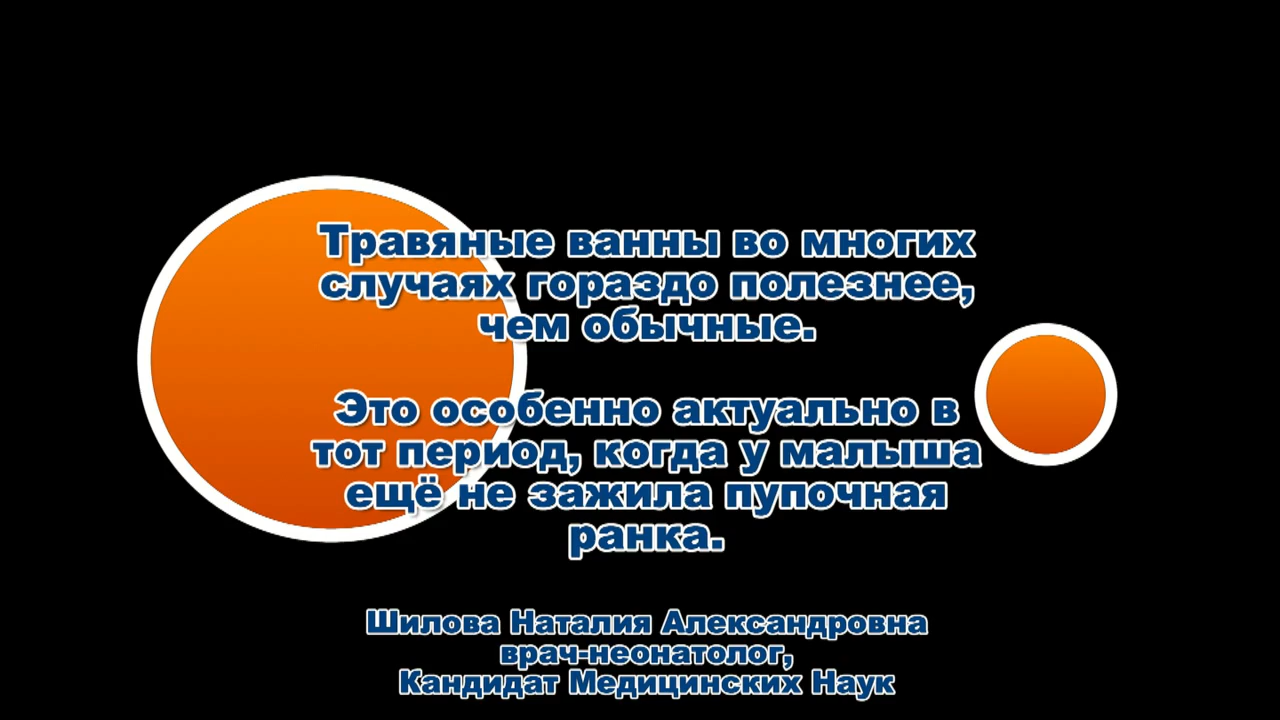 Травяные ванны во многих
случаях гораздо полезнее,
чем обычные.
Это особенно актуально в
тот период, когда у малыша
ещё не зажила пупочная
ранка.
Шилова Наталия Александровна
врач-неонатолог,
Кандидат Медицинских Наук